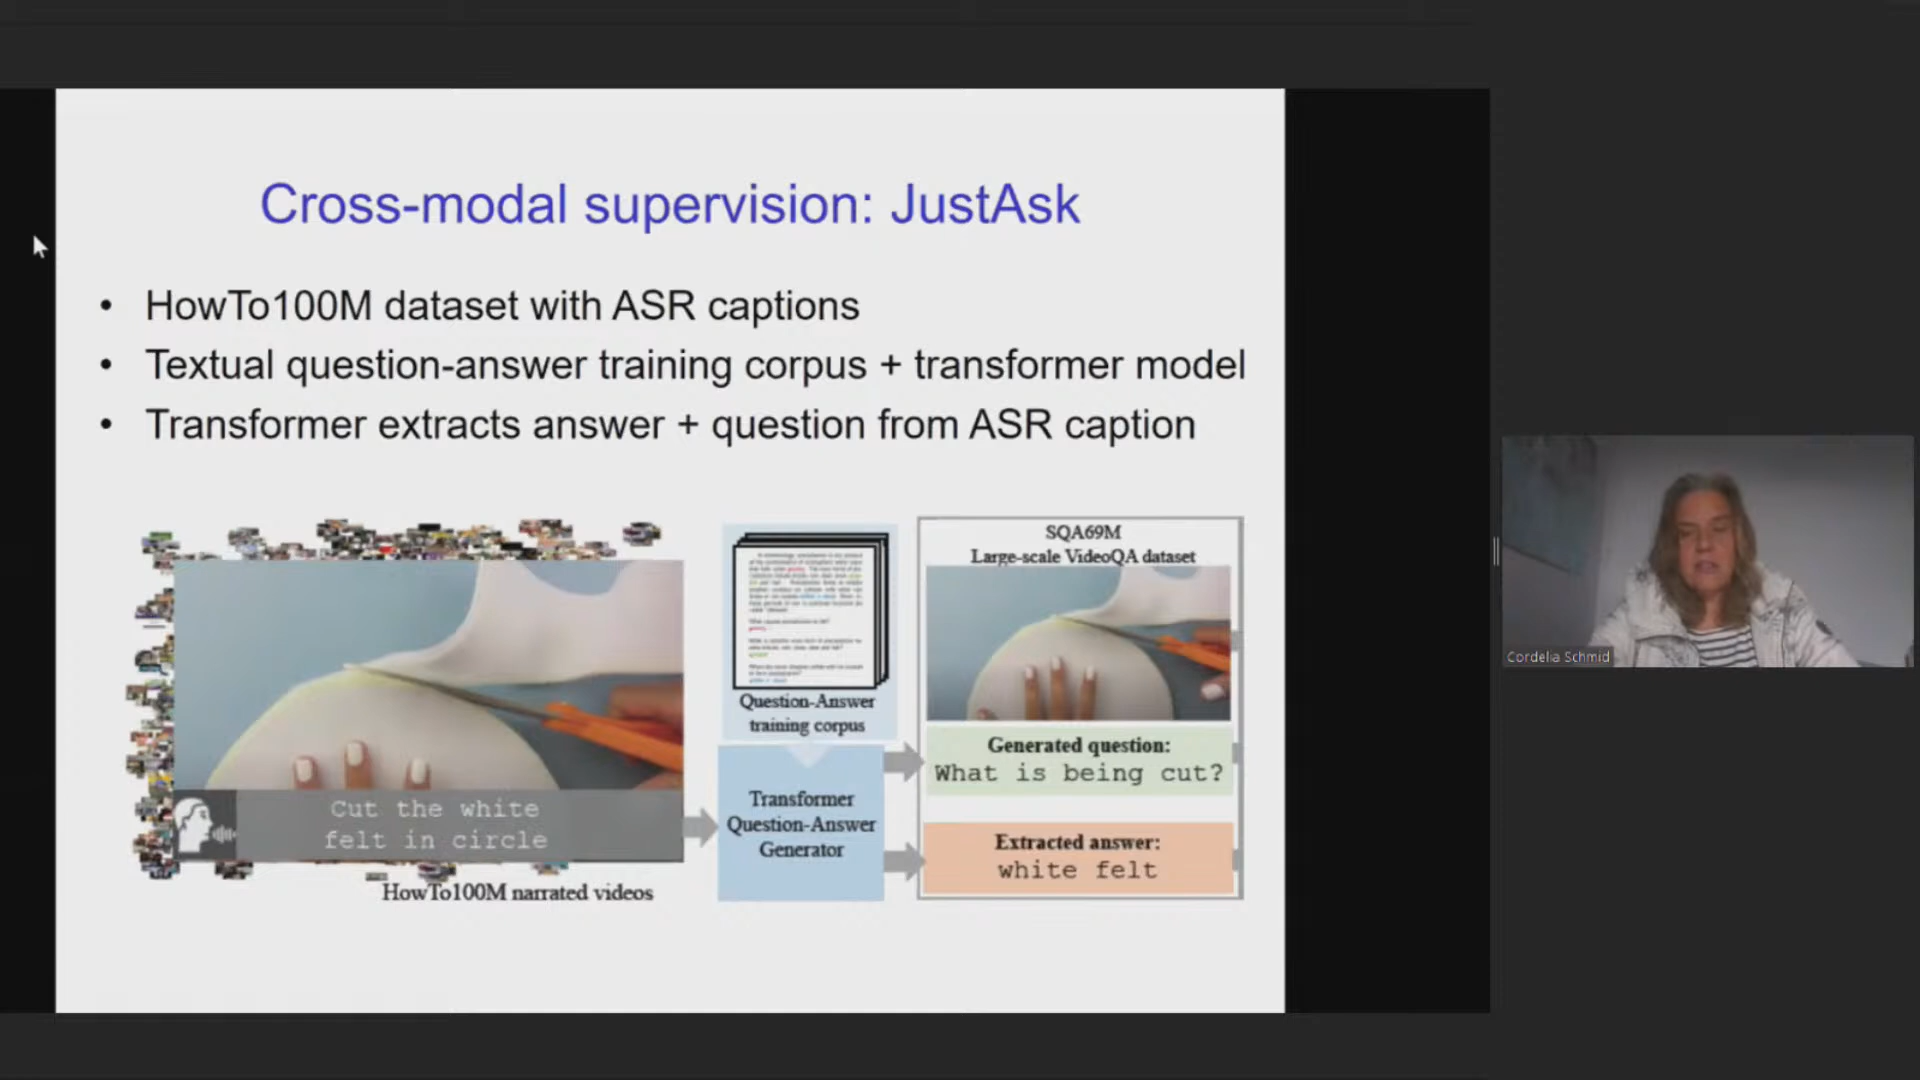 Cross-modal supervision: JustAsk
• HowTo100M dataset with ASR captions
• Textual question-answer training corpus + transformer model
• Transformer extracts answer + question from ASR caption
Cut the white
felt in circle
HowTo100M narrated videos
Question-Answer
training corpus
Transformer
Question-Answer
Generator
SQA69M
Large-scale VideoQA dataset
Generated question:
What is being cut?
Extracted answer:
white felt
Cordelia Schmid